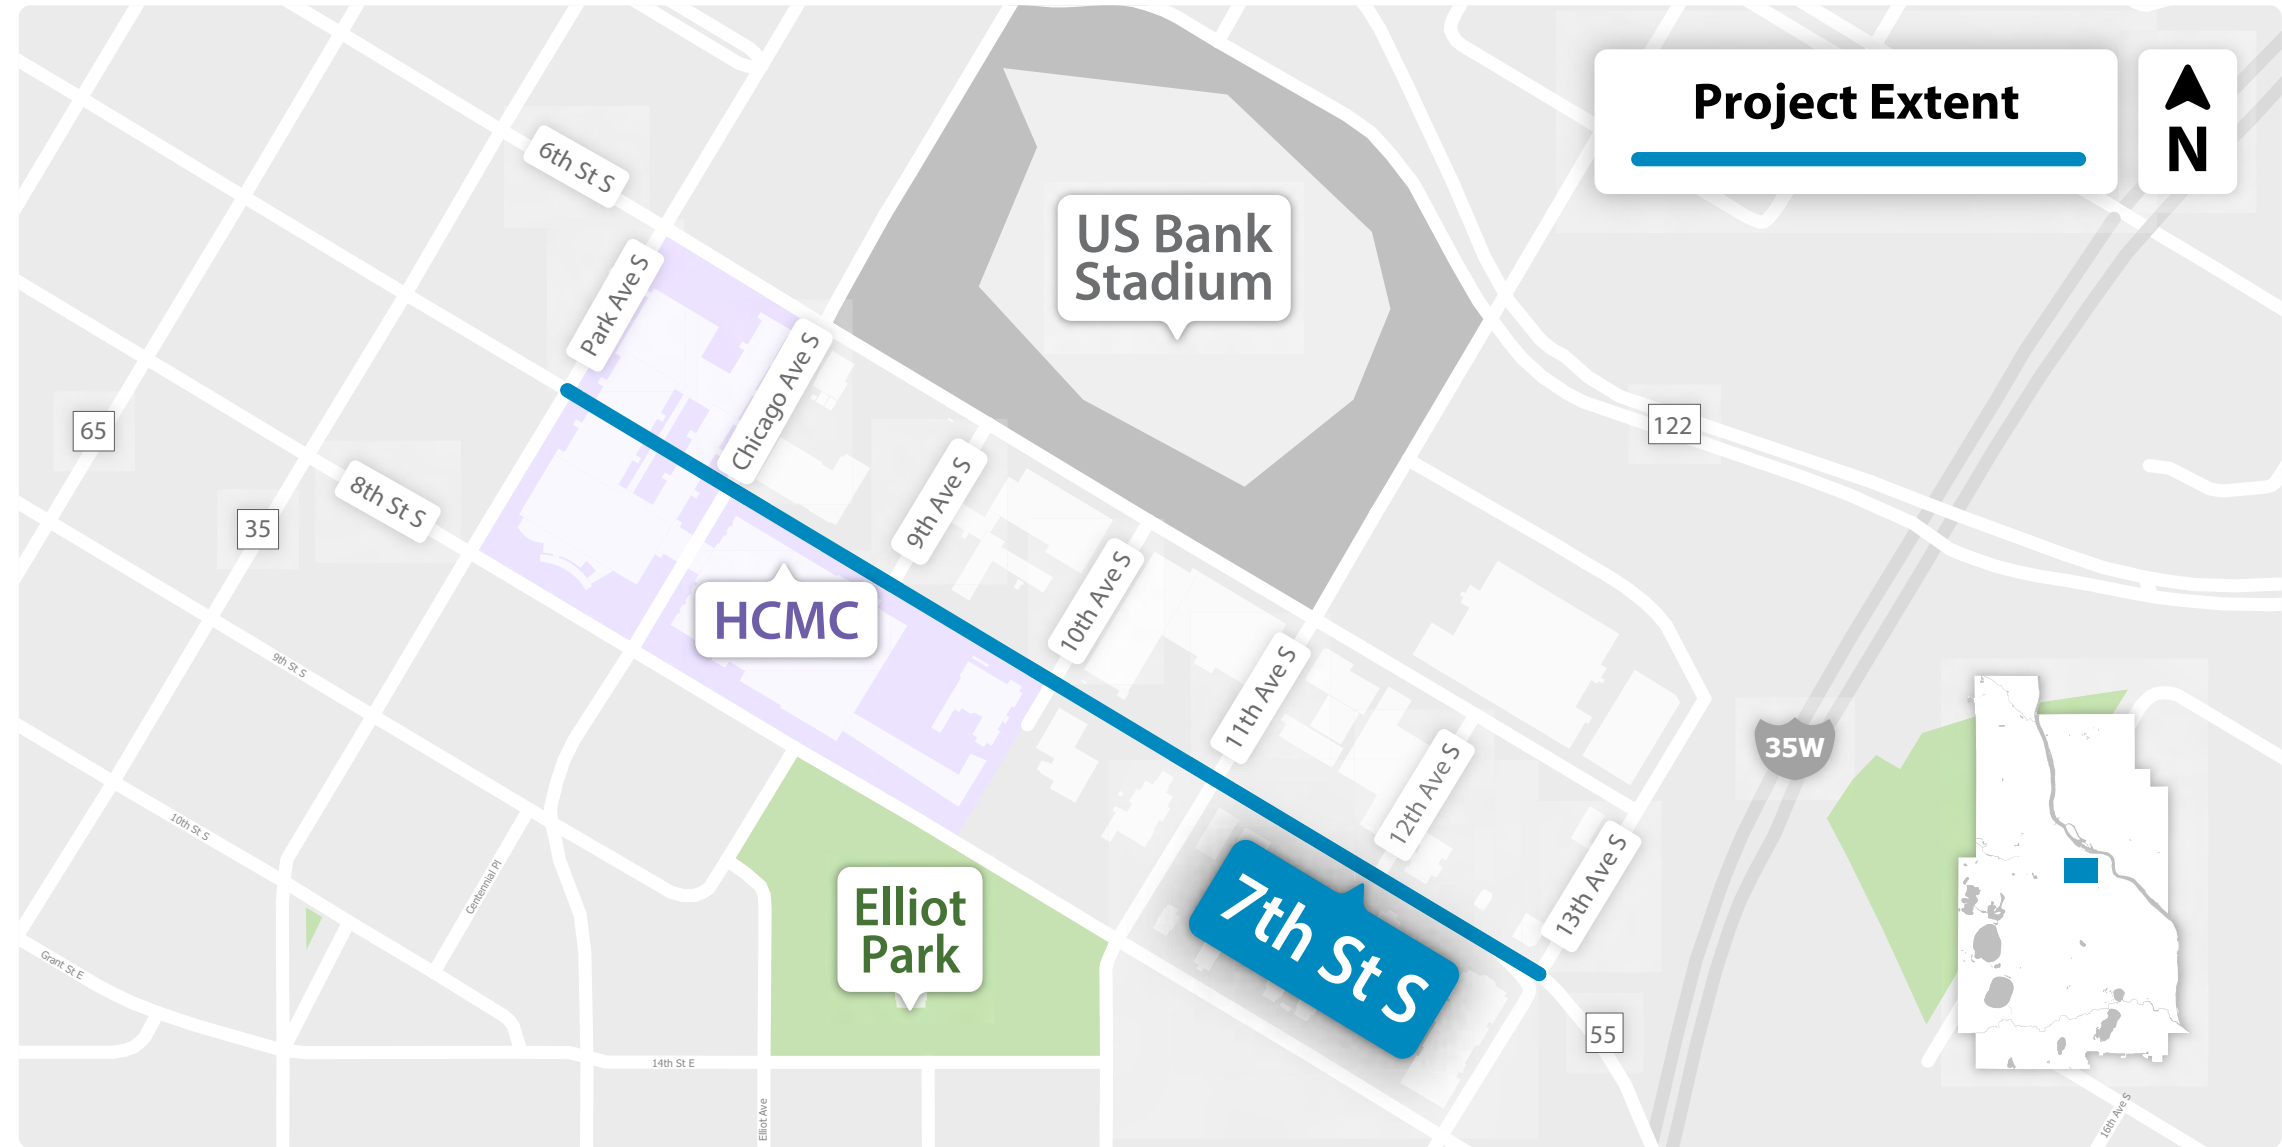 Project Extent
N
6th St S
US Bank
Stadium
Park Ave S
Chicago Ave S
65
122
8th St S
35
9th Ave S
HCMC
10th Ave S
9th St S
11th Ave S
35W
12th Ave S
10th St S
Centennial Pl
13th Ave S
Elliot
Park
7th St S
Grant St E
55
14th St E
Elliot Ave
16th Ave S